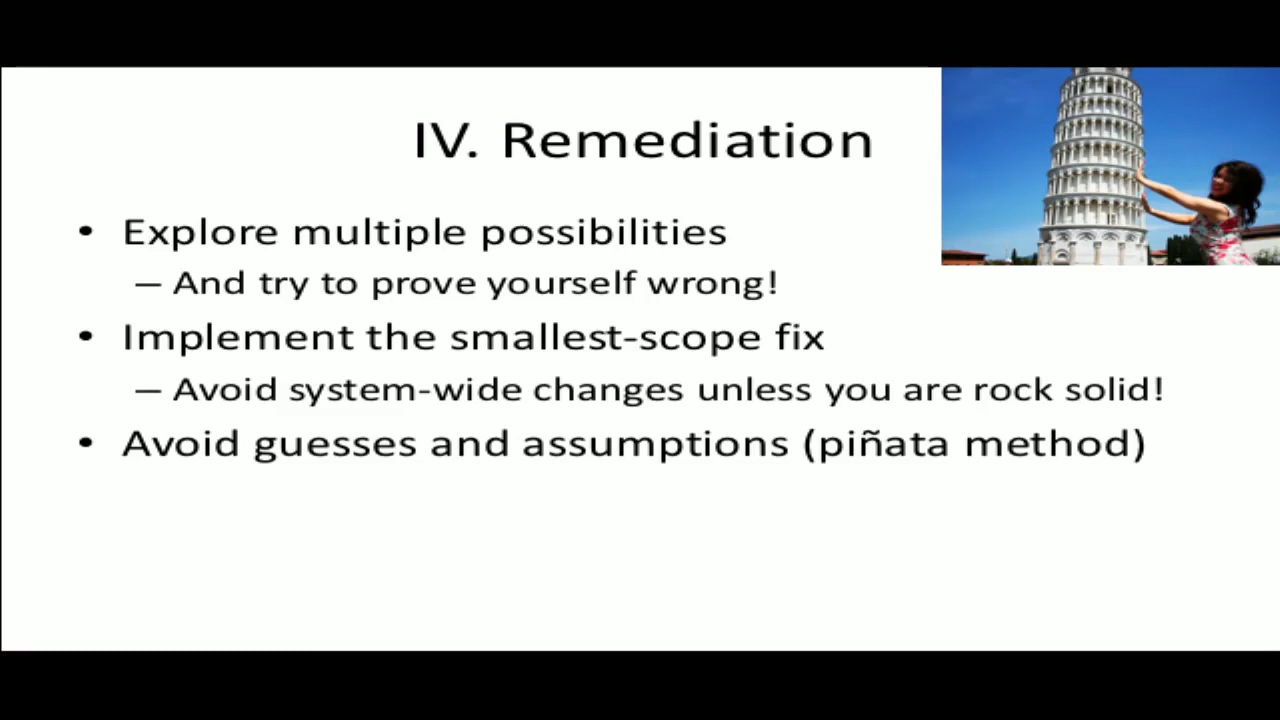 IV. Remediation
• Explore multiple possibilities
– And try to prove yourself wrong!
• Implement the smallest-scope fix
– Avoid system-wide changes unless you are rock solid!
• Avoid guesses and assumptions (piñata method)